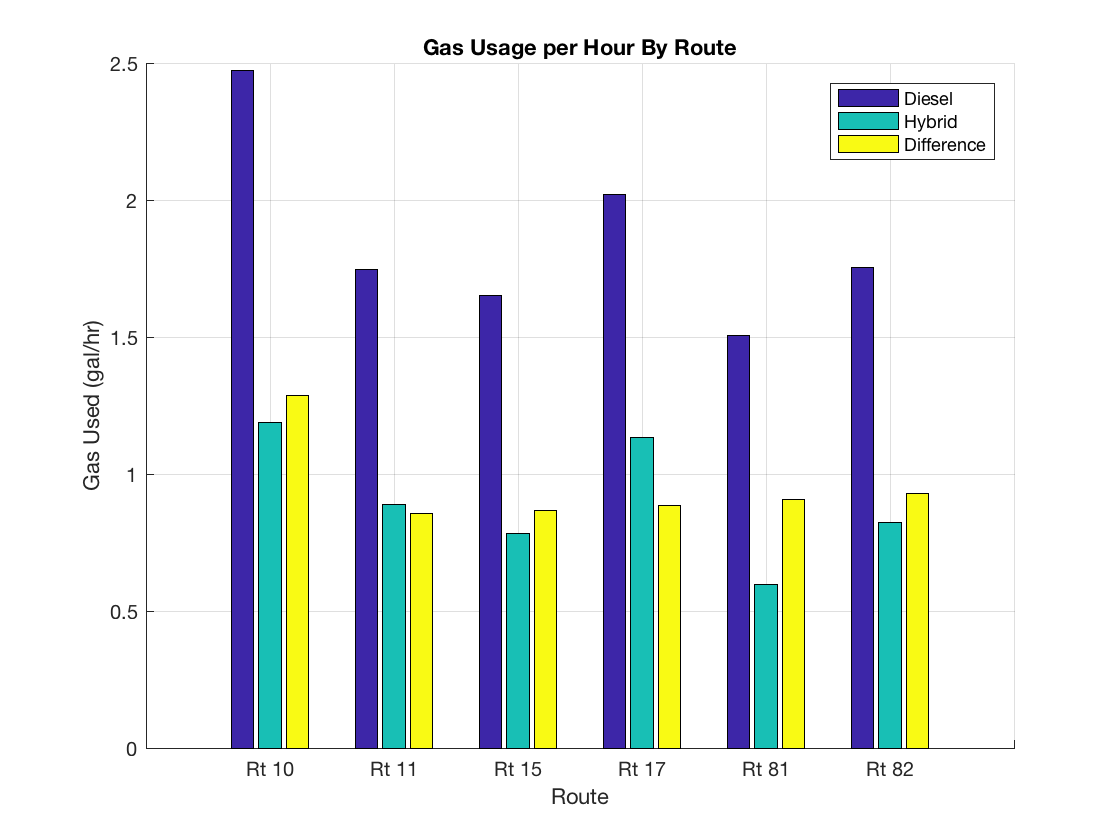 Gas Usage per Hour By Route
Diesel
Hybrid
Difference
Gas Used (gal/hr)
2.5
2
1.5
1
0.5
0
Rt 10 Rt 11 Rt 15 Rt 17 Rt 81 Rt 82
Route